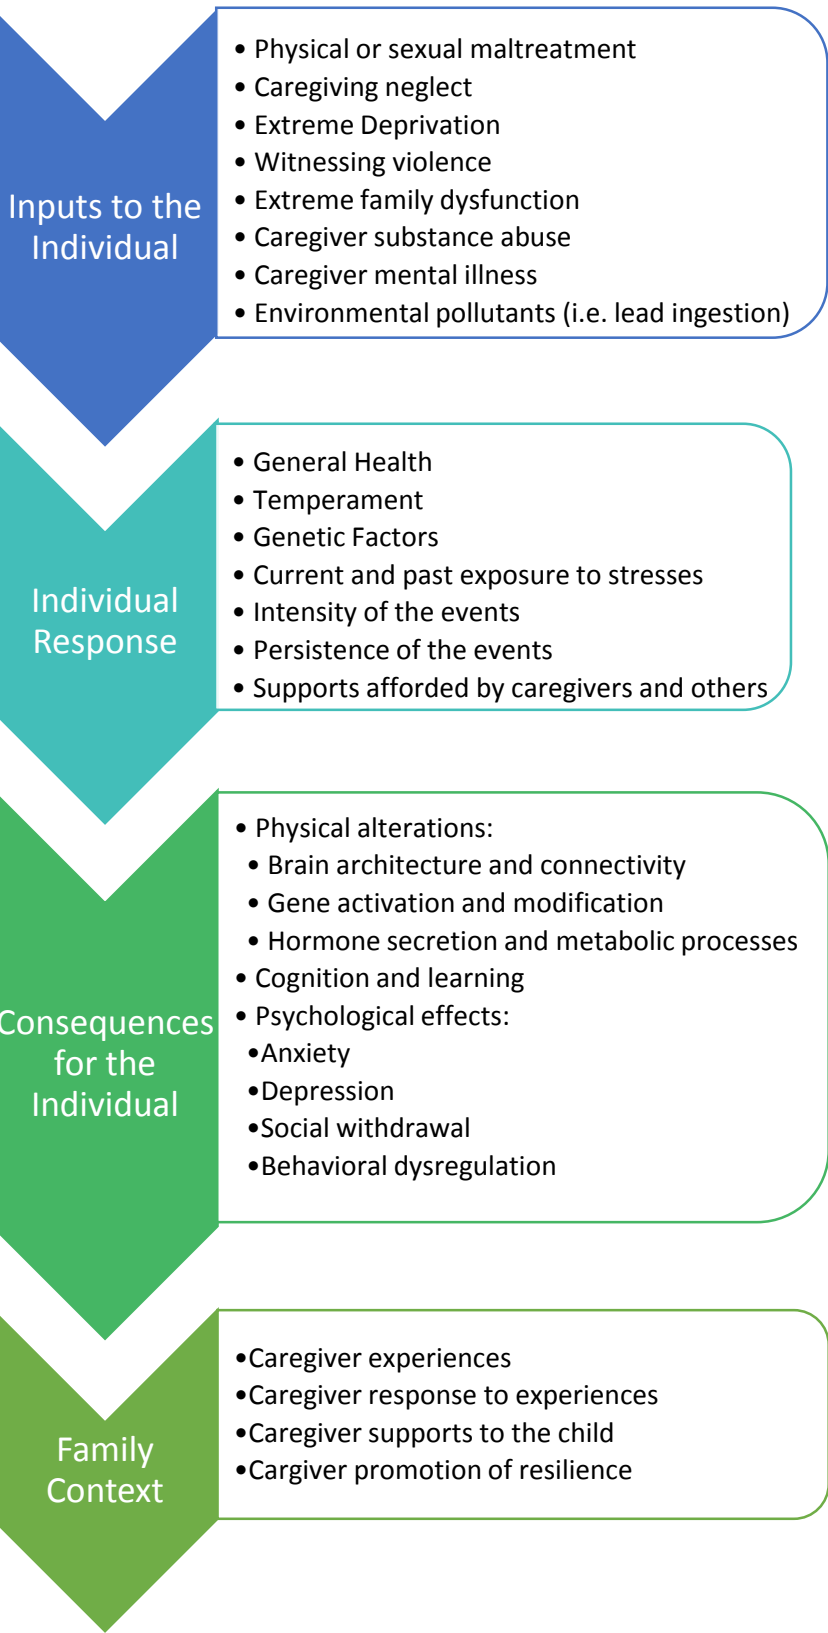 Inputs to the
Individual
• Physical or sexual maltreatment
• Caregiving neglect
• Extreme Deprivation
• Witnessing violence
• Extreme family dysfunction
• Caregiver substance abuse
• Caregiver mental illness
• Environmental pollutants (i.e. lead ingestion)
Individual
Response
• General Health
• Temperament
• Genetic Factors
• Current and past exposure to stresses
• Intensity of the events
• Persistence of the events
• Supports afforded by caregivers and others
Consequences
for the
Individual
• Physical alterations:
• Brain architecture and connectivity
• Gene activation and modification
• Hormone secretion and metabolic processes
• Cognition and learning
• Psychological effects:
•Anxiety
•Depression
•Social withdrawal
•Behavioral dysregulation
Family
Context
•Caregiver experiences
•Caregiver response to experiences
•Caregiver supports to the child
•Cargiver promotion of resilience